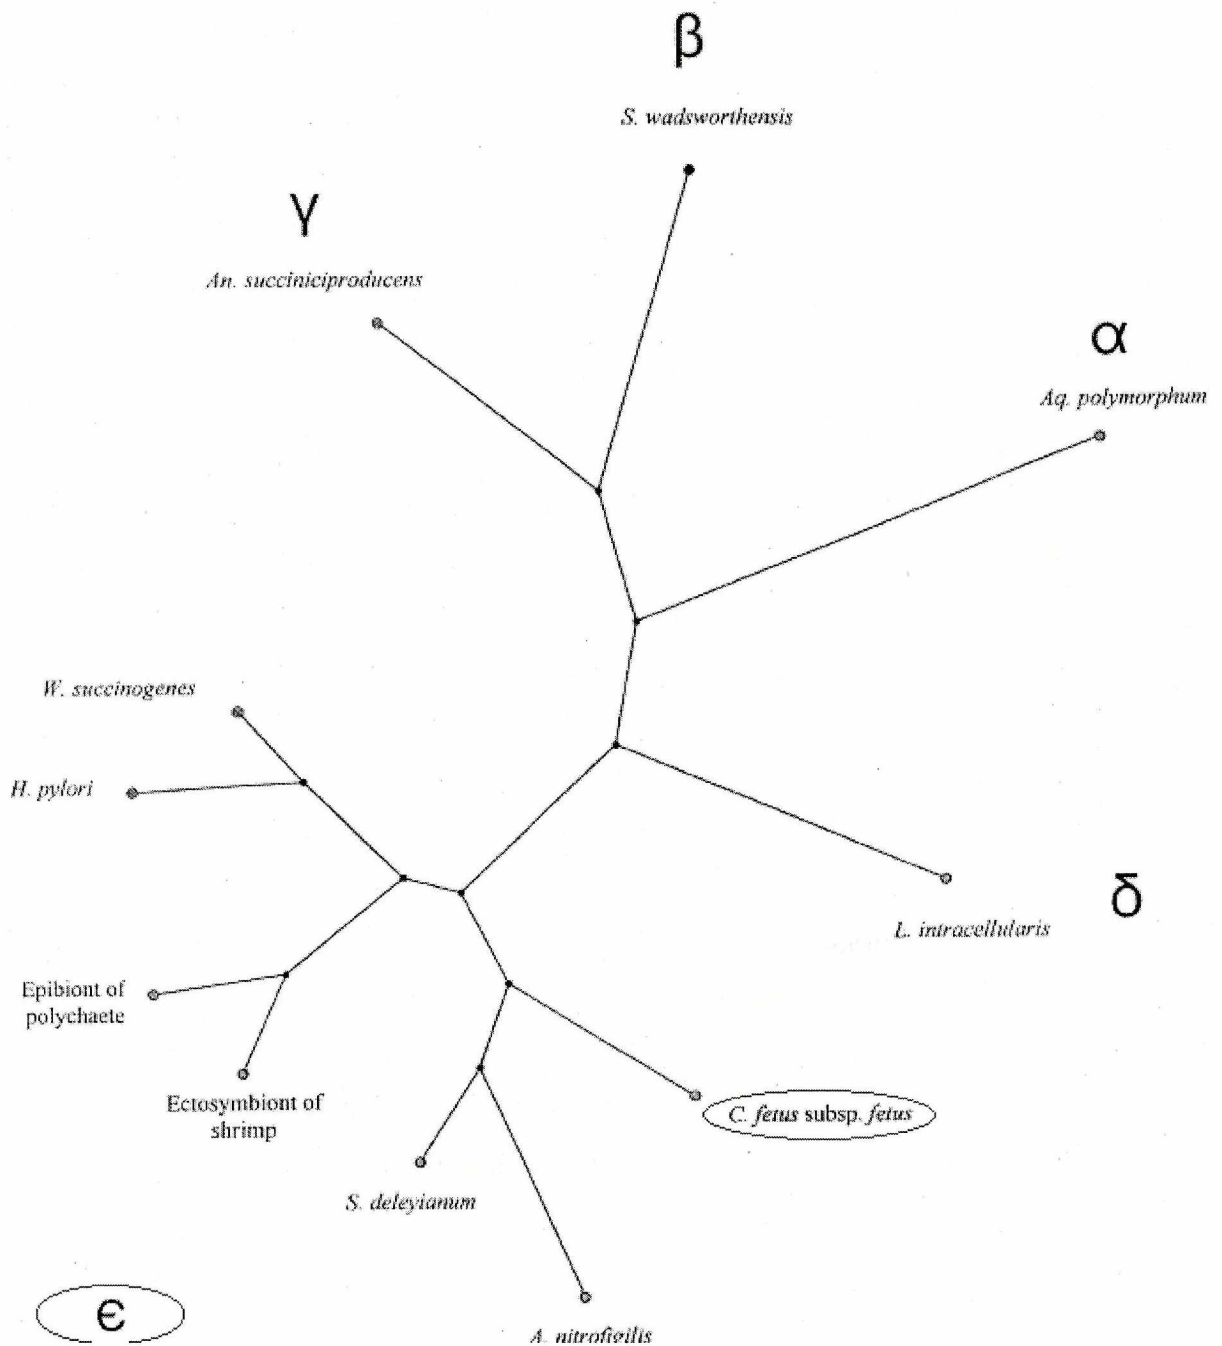 β
S. wadsworthensis
γ
An. succiniciproducens
α
Aq. polymorphum
W. succinogenes
H. pylori
δ
L. intracellularis
Epibiont of
polychaete
Ectosymbiont of
shrimp
C. fetus subsp. fetus
S. deleyianum
ϵ
A. nitrofigilis